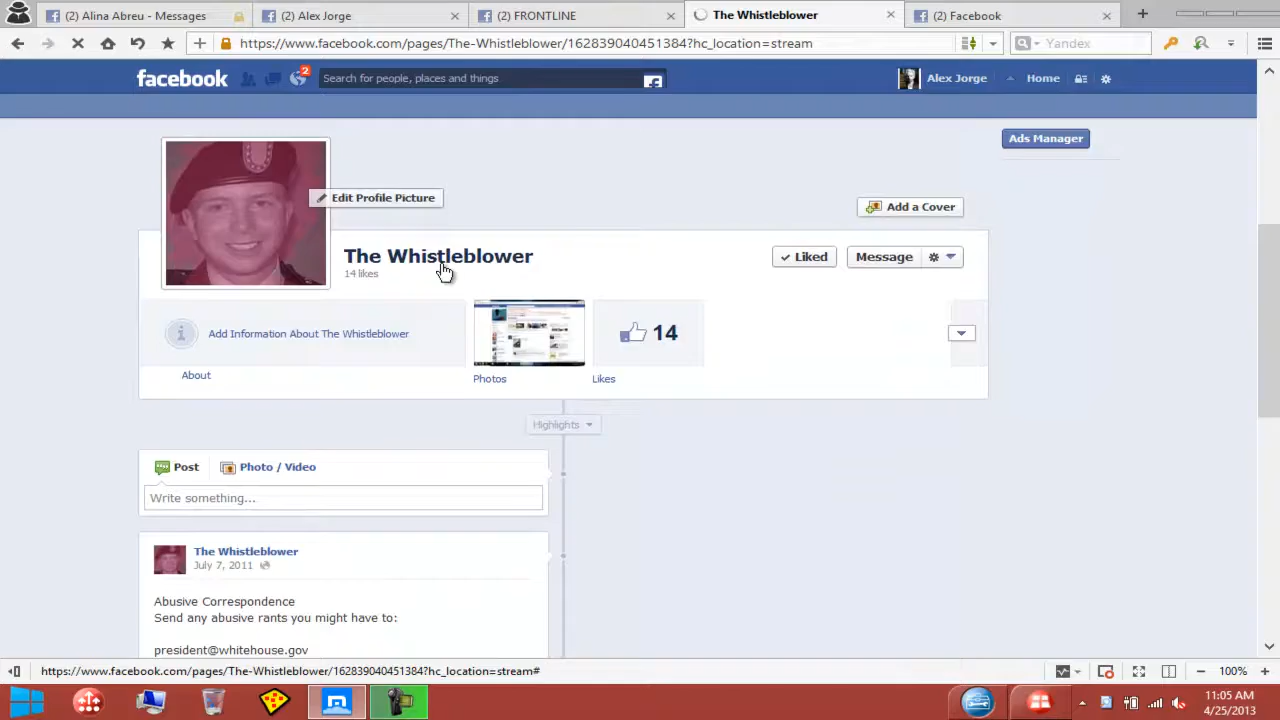 (2) Alina Abreu - Messages
(2) Alex Jorge
(2) FRONTLINE
The Whistleblower
(2) Facebook
https://www.facebook.com/pages/The-Whistleblower/162839040451384?hc_location=stream
Yandex
facebook
2
Search for people, places and things
Alex Jorge
Home
Ads Manager
Edit Profile Picture
Add a Cover
The Whistleblower
14 likes
Liked
Message
Add Information About The Whistleblower
14
About
Photos
Likes
Highlights
Post
Photo / Video
Write something...
The Whistleblower
July 7, 2011
Abusive Correspondence
Send any abusive rants you might have to:
president@whitehouse.gov
https://www.facebook.com/pages/The-Whistleblower/162839040451384?hc_location=stream#
100%
11:05 AM
4/25/2013